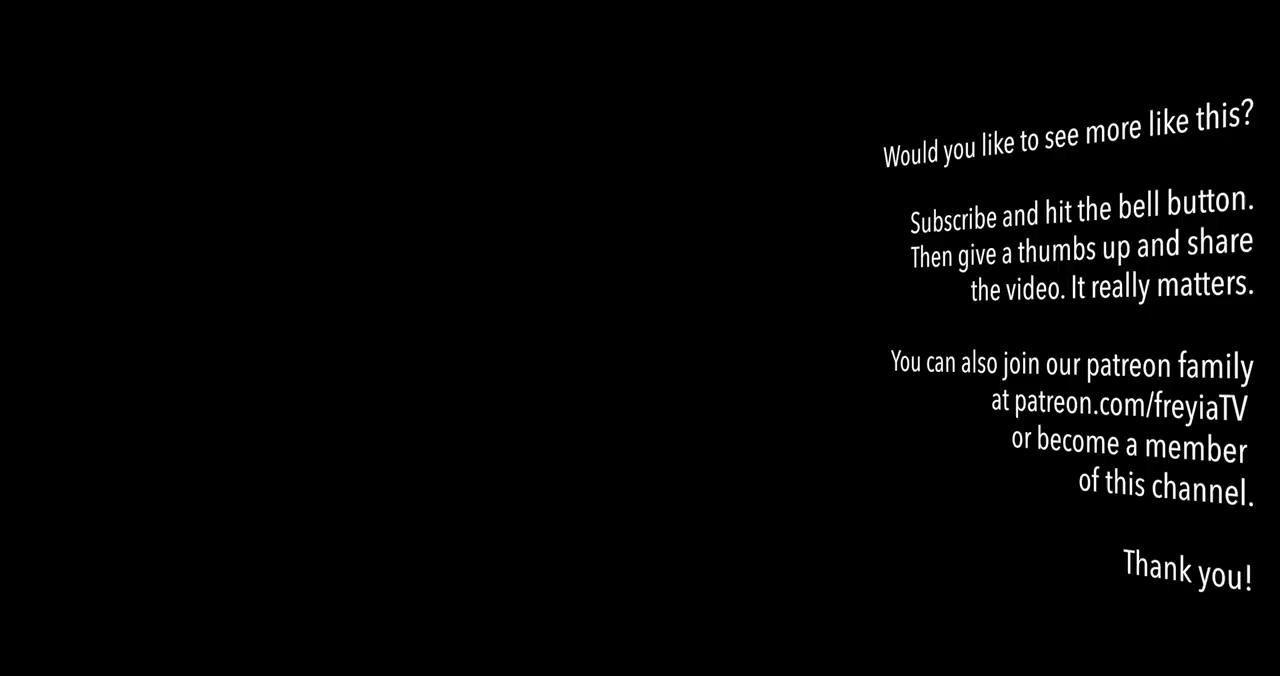 Would you like to see more like this?
Subscribe and hit the bell button.
Then give a thumbs up and share
the video. It really matters.
You can also join our patreon family
at patreon.com/freyiaTV
or become a member
of this channel.
Thank you!